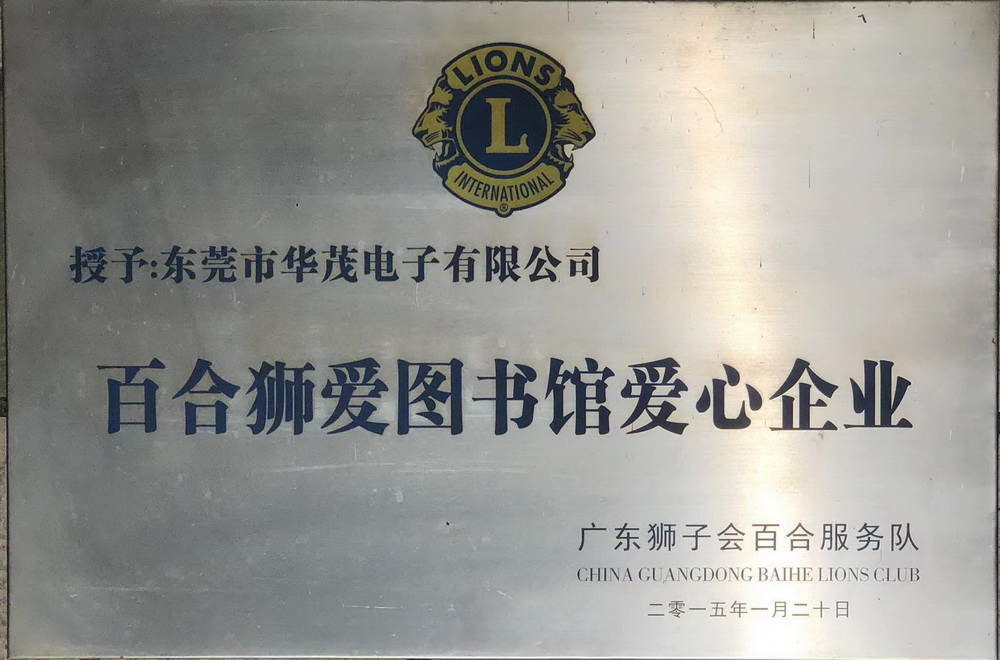 LIONS
L
INTERNATIONAL
®
授予:东莞市华茂电子有限公司
百合狮爱图书馆爱心企业
广东狮子会百合服务队
CHINA GUANGDONG BAIHE LIONS CLUB
二零一五年一月二十日